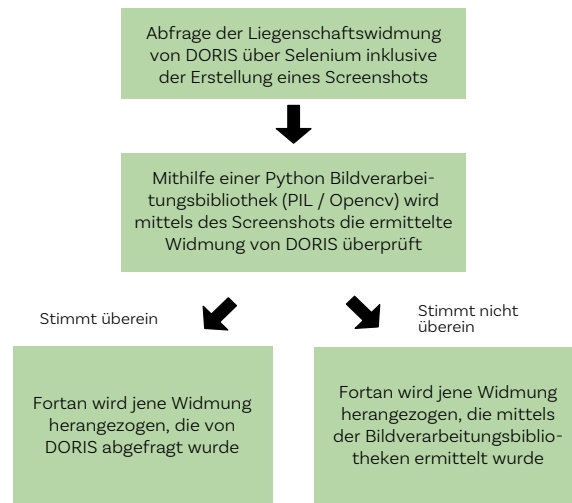 Abfrage der Liegenschaftswidmung
von DORIS über Selenium inklusive
der Erstellung eines Screenshots
Mithilfe einer Python Bildverarbei-
tungsbibliothek (PIL / Opencv) wird
mittels des Screenshots die ermittelte
Widmung von DORIS überprüft
Stimmt überein
Stimmt nicht
überein
Fortan wird jene Widmung
herangezogen, die von
DORIS abgefragt wurde
Fortan wird jene Widmung
herangezogen, die mittels
der Bildverarbeitungsbiblio-
theken ermittelt wurde